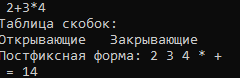 2+3*4
Таблица скобок:
Открывающие Закрывающие
Постфиксная форма: 2 3 4 * +
= 14